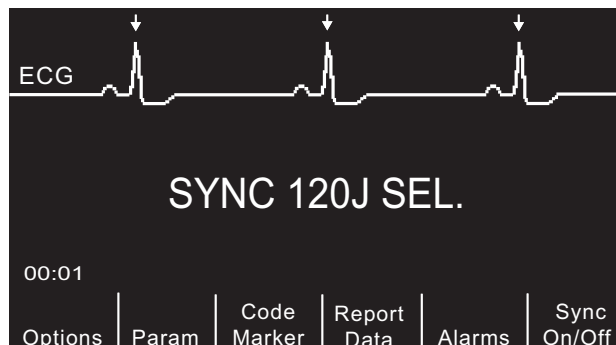 ECG
SYNC 120J SEL.
00:01
Code Report Sync
Options Param Marker Data Alarms On/Off